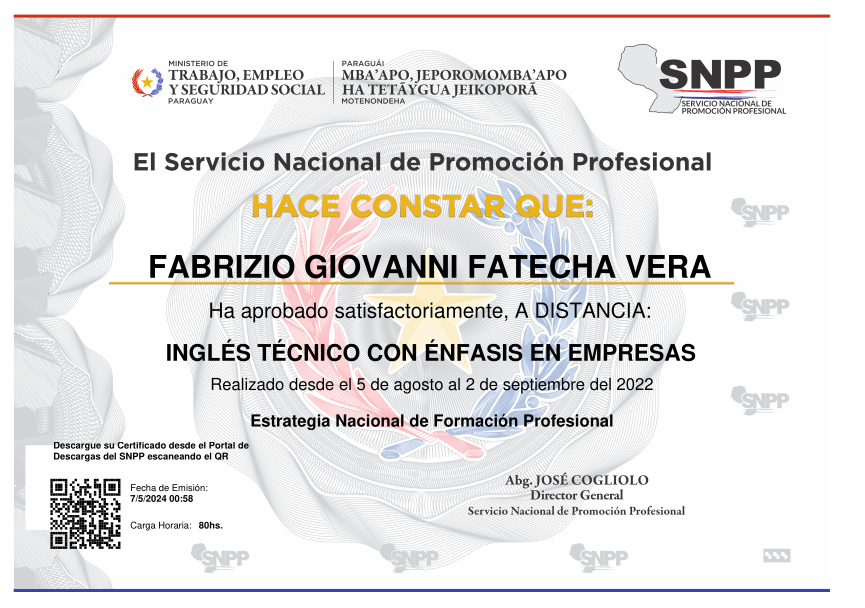 MINISTERIO DE
TRABAJO, EMPLEO
Y SEGURIDAD SOCIAL
PARAGUAY
PARAGUÁI
MBA'APO, JEPOROMOMBA'APO
HA TETÃYGUA JEIKOPORÃ
MOTENONDEHA
SNPP
SERVICIO NACIONAL DE
PROMOCIÓN PROFESIONAL
El Servicio Nacional de Promoción Profesional
HACE CONSTAR QUE:
SNPP
FABRIZIO GIOVANNI FATECHA VERA
Ha aprobado satisfactoriamente, A DISTANCIA:
SNPP
INGLÉS TÉCNICO CON ÉNFASIS EN EMPRESAS
Realizado desde el 5 de agosto al 2 de septiembre del 2022
SNPP
Estrategia Nacional de Formación Profesional
Descargue su Certificado desde el Portal de
Descargas del SNPP escaneando el QR
Fecha de Emisión:
7/5/2024 00:58
Carga Horaria: 80hs.
Abg. JOSÉ COGLIOLO
Director General
Servicio Nacional de Promoción Profesional
SNPP
SNPP
SNPP